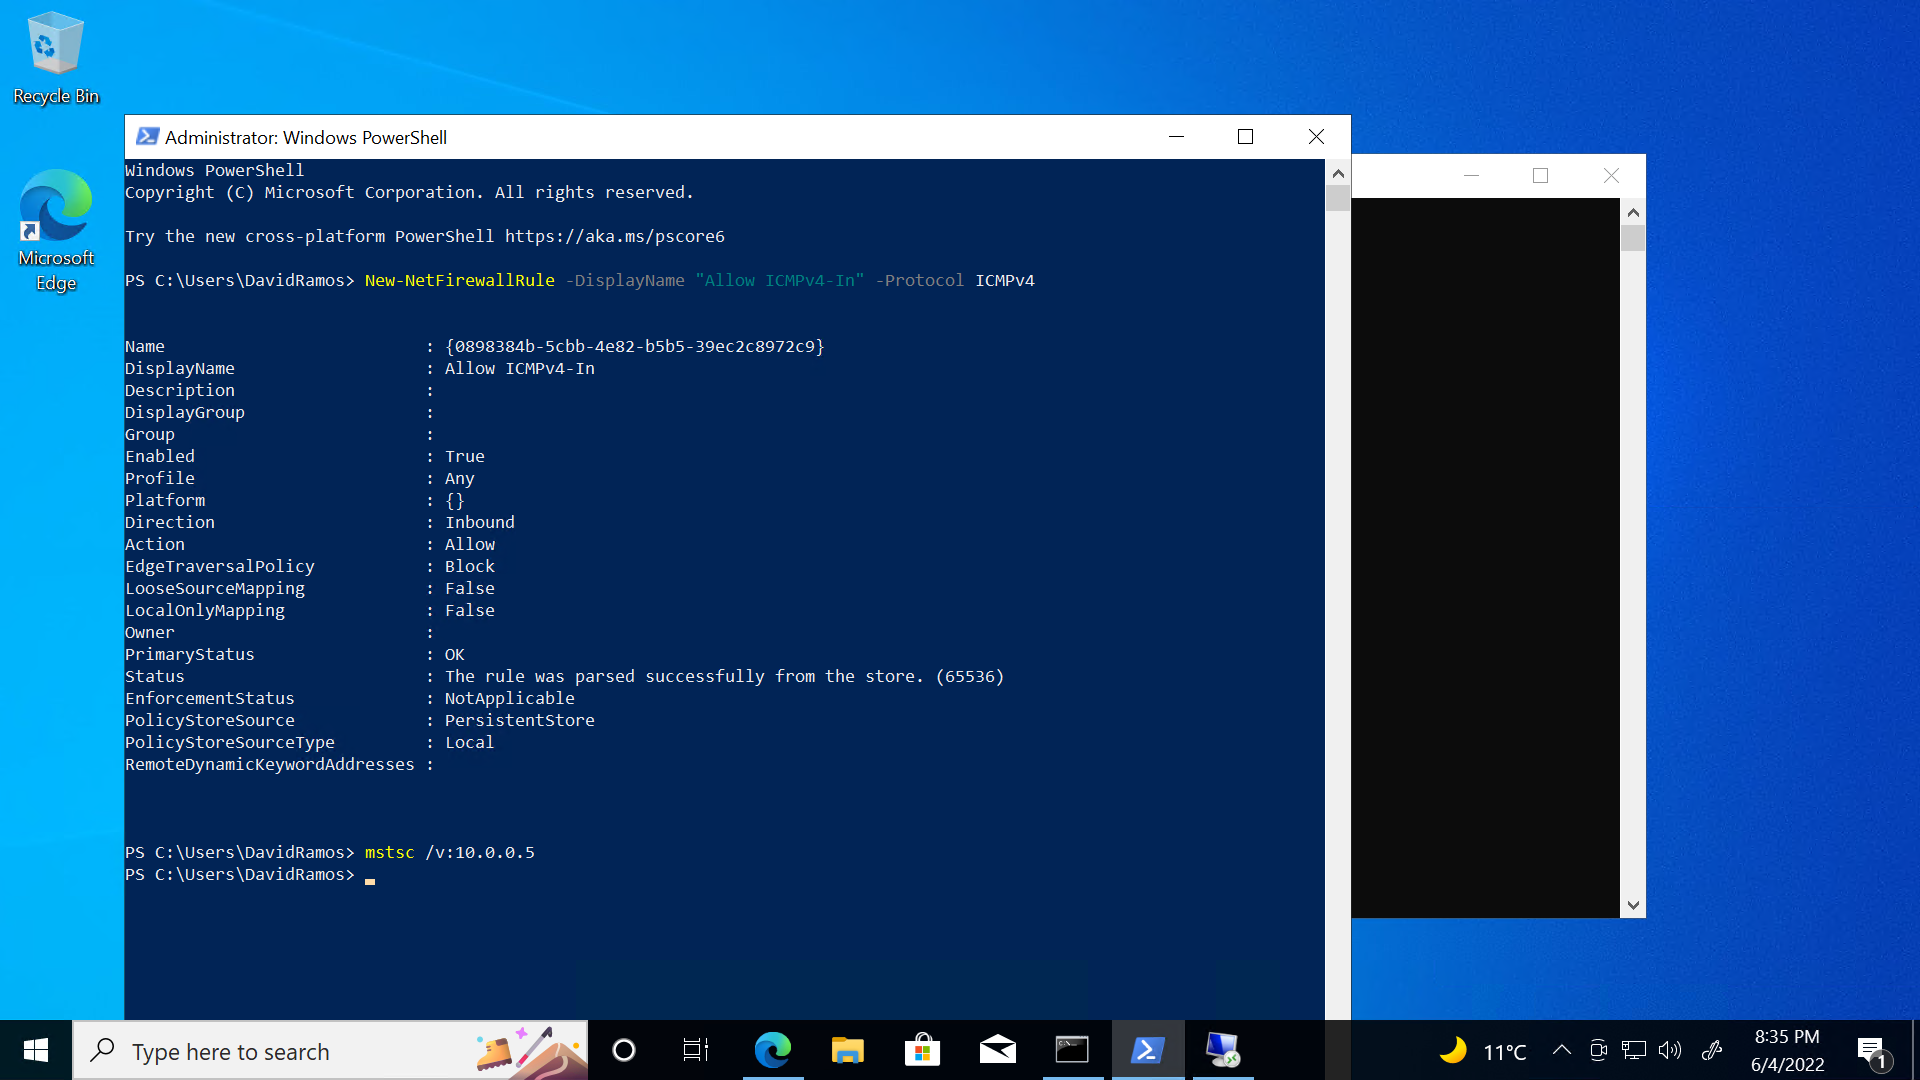 Recycle Bin
Microsoft
Edge
Administrator: Windows PowerShell
Windows PowerShell
Copyright (C) Microsoft Corporation. All rights reserved.
Try the new cross-platform PowerShell https://aka.ms/pscore6
PS C:\Users\DavidRamos> New-NetFirewallRule -DisplayName "Allow ICMPv4-In" -Protocol ICMPv4
Name : {0898384b-5cbb-4e82-b5b5-39ec2c8972c9}
DisplayName : Allow ICMPv4-In
Description :
DisplayGroup :
Group :
Enabled : True
Profile : Any
Platform : {}
Direction : Inbound
Action : Allow
EdgeTraversalPolicy : Block
LooseSourceMapping : False
LocalOnlyMapping : False
Owner :
PrimaryStatus : OK
Status : The rule was parsed successfully from the store. (65536)
EnforcementStatus : NotApplicable
PolicyStoreSource : PersistentStore
PolicyStoreSourceType : Local
RemoteDynamicKeywordAddresses :
PS C:\Users\DavidRamos> mstsc /v:10.0.0.5
PS C:\Users\DavidRamos>
Type here to search
11°C
8:35 PM
6/4/2022
1